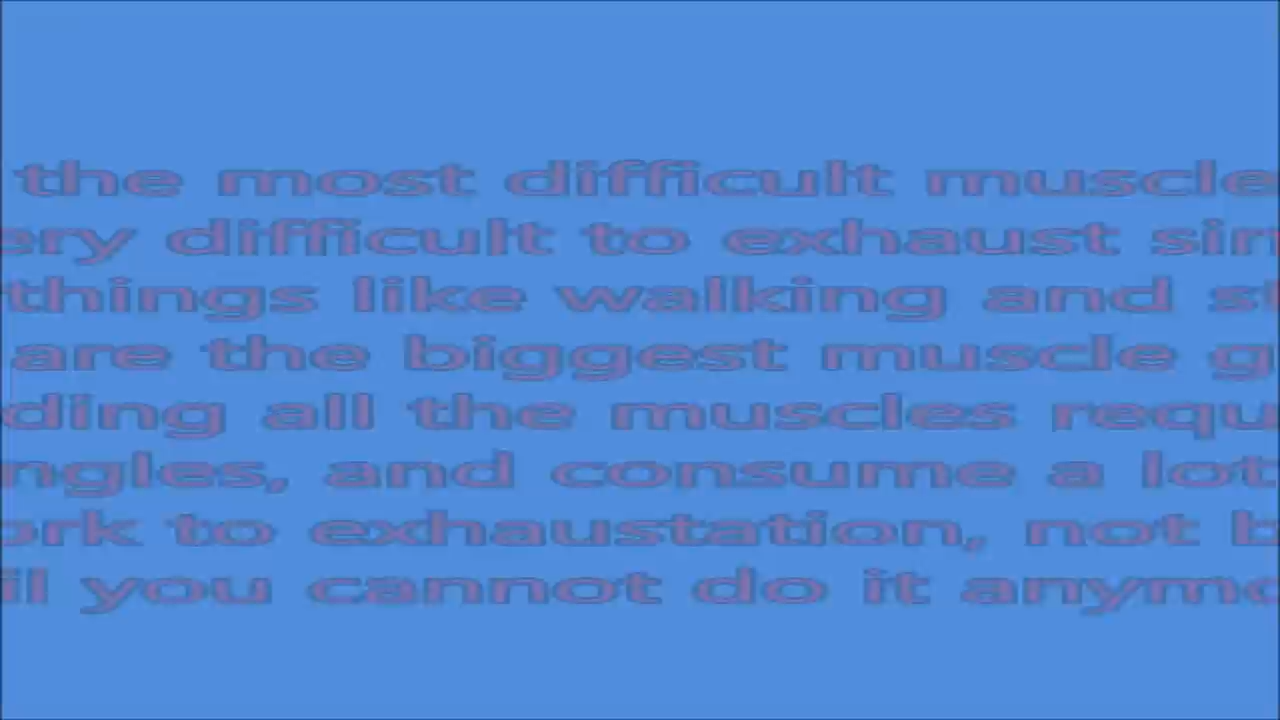 the most difficult muscle
ery difficult to exhaust sin
things like walking and st
are the biggest muscle g
ding all the muscles requ
ngles, and consume a lot
ork to exhaustation, not b
il you cannot do it anymo